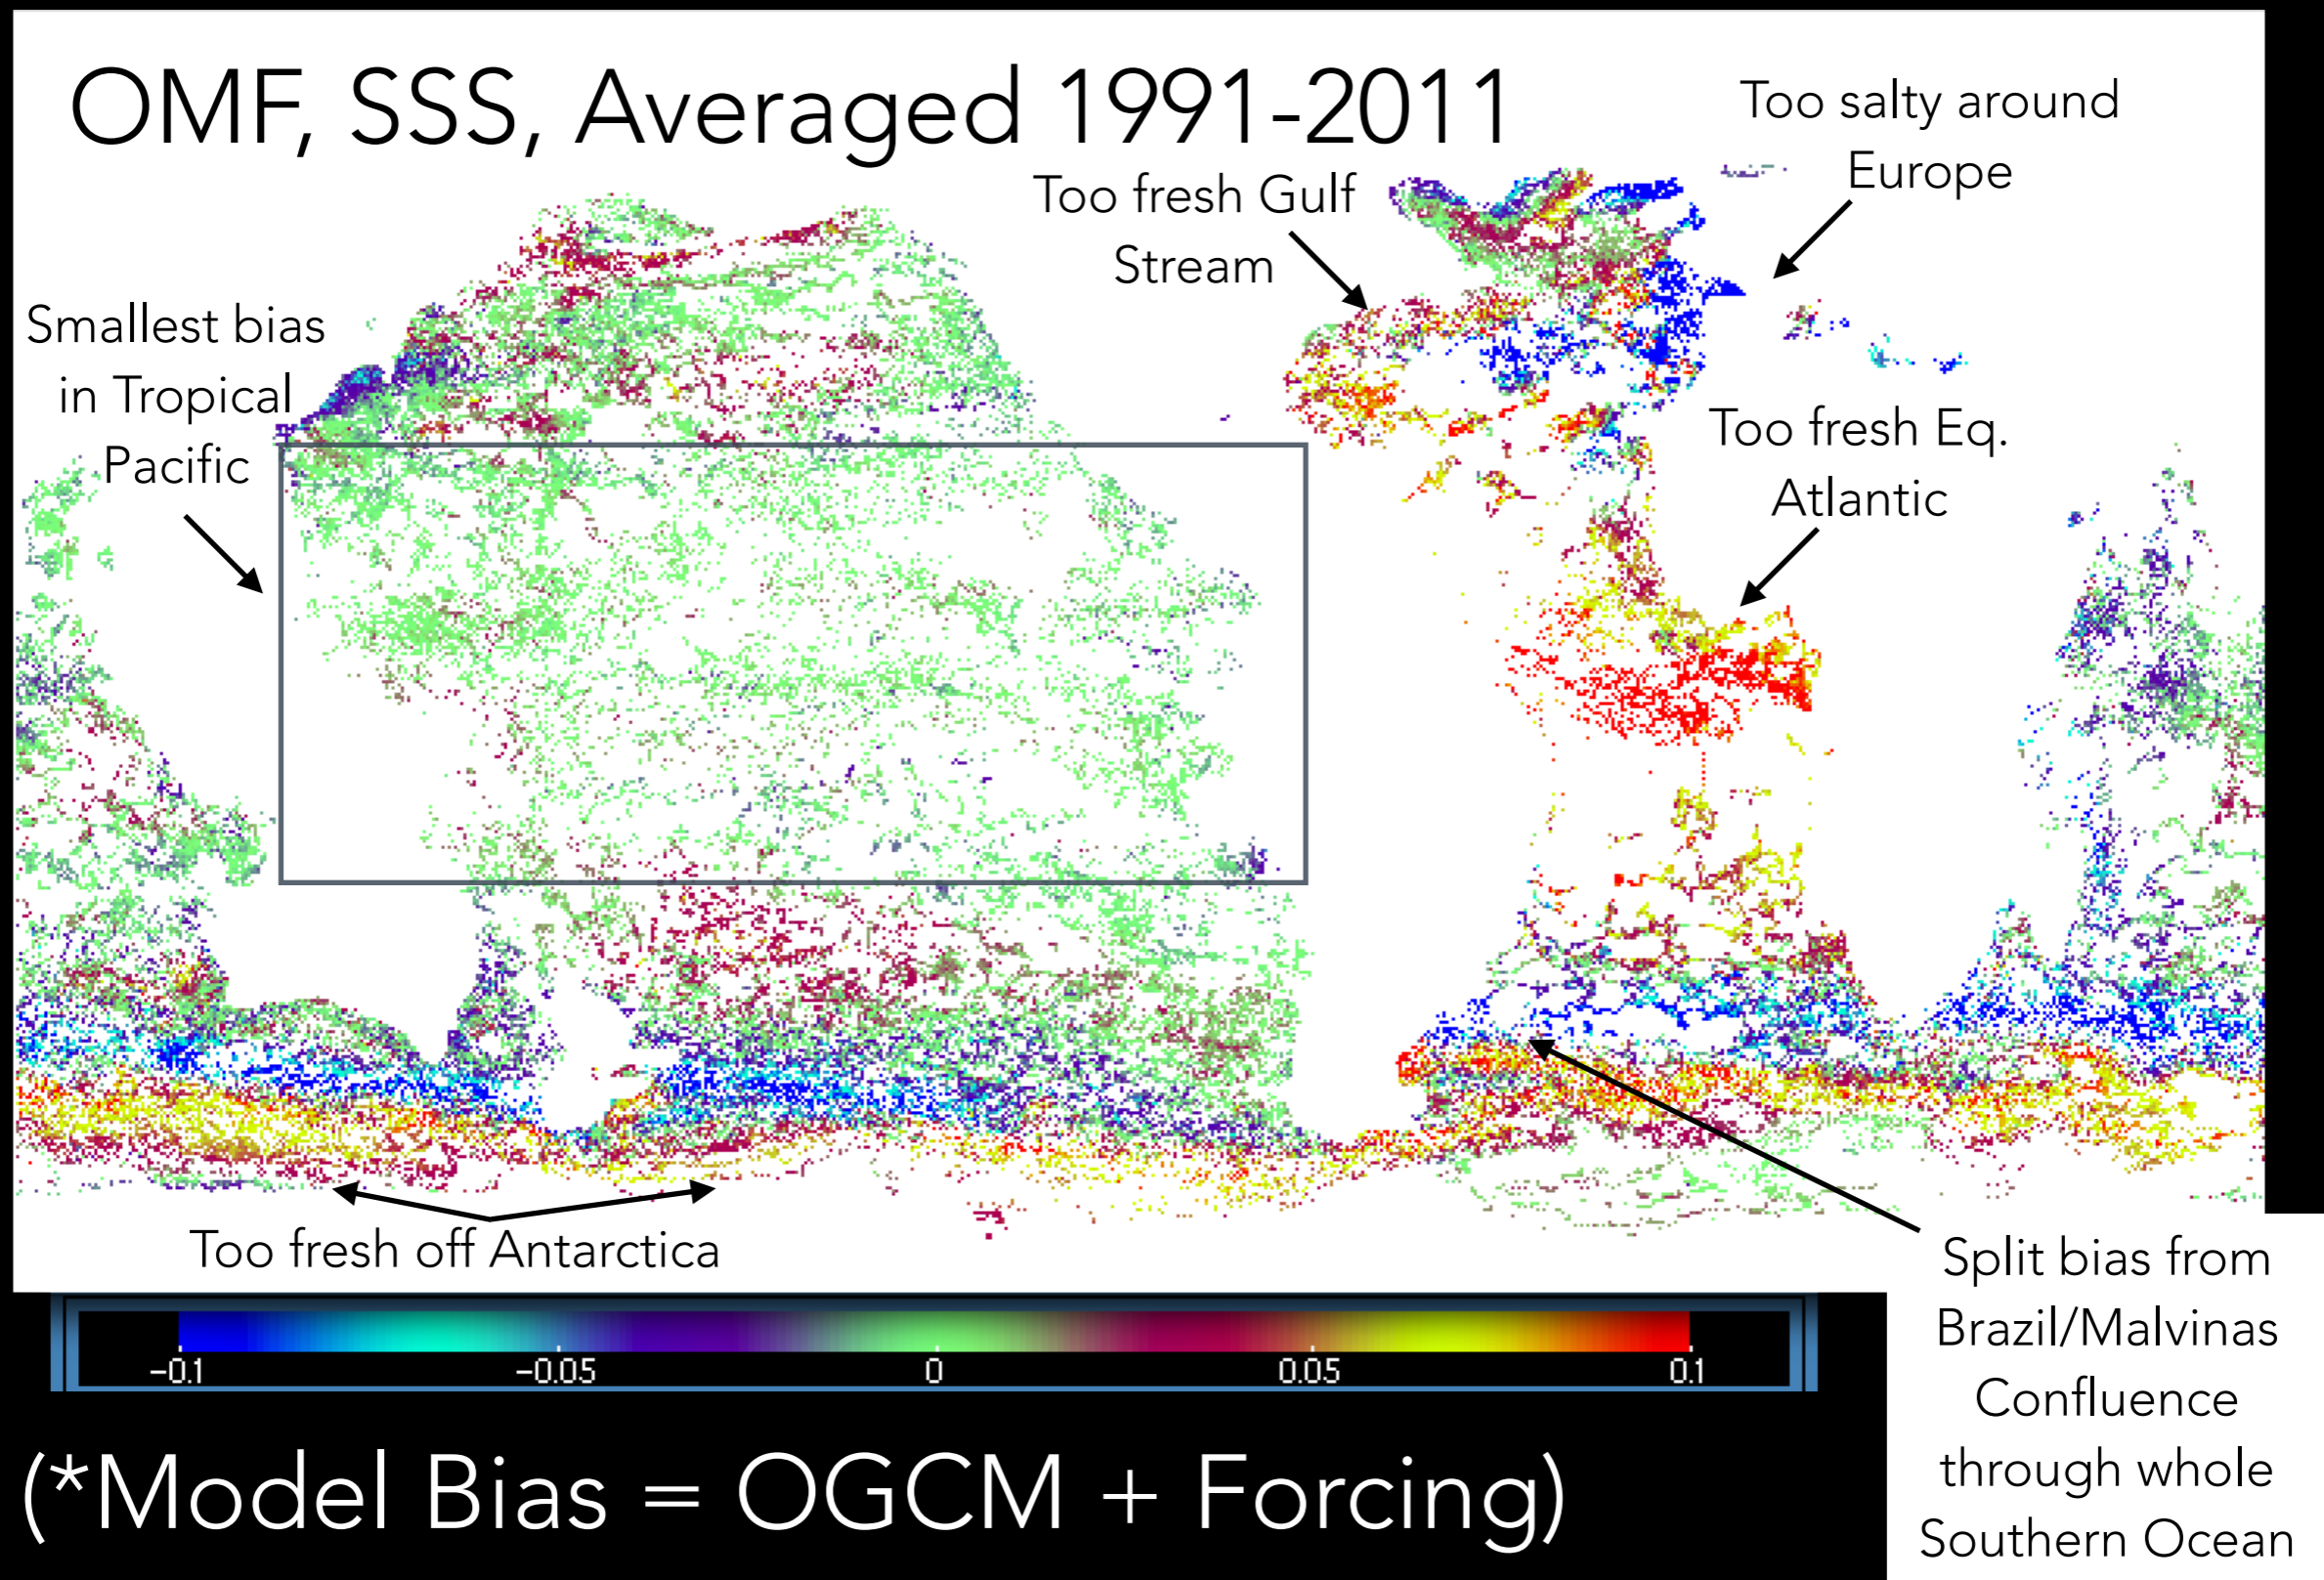 OMF, SSS, Averaged 1991-2011
Too salty around
Europe
Too fresh Gulf
Stream
Smallest bias
in Tropical
Pacific
Too fresh Eq.
Atlantic
Too fresh off Antarctica
Split bias from
Brazil/Malvinas
Confluence
through whole
Southern Ocean
−0.1 −0.05 0 0.05 0.1
(*Model Bias = OGCM + Forcing)